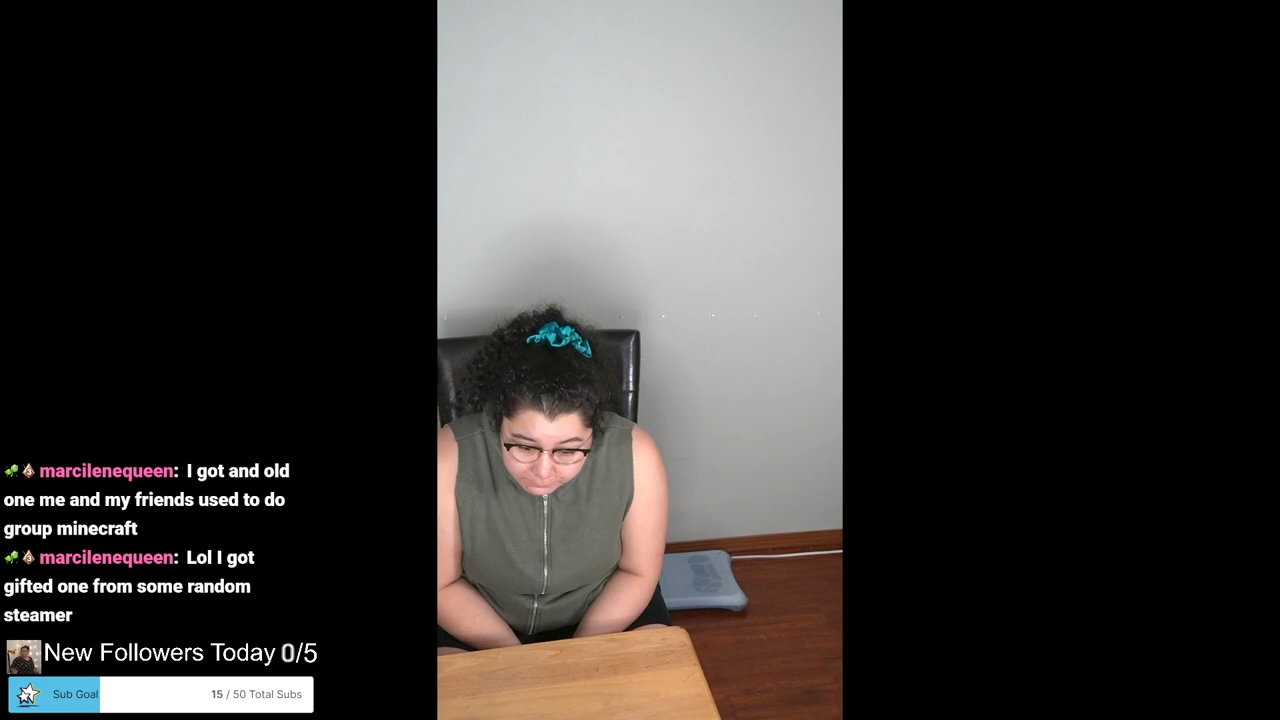 marcilenequeen: I got and old
one me and my friends used to do
group minecraft
marcilenequeen: Lol I got
gifted one from some random
steamer
New Followers Today 0/5
Sub Goal 15 / 50 Total Subs